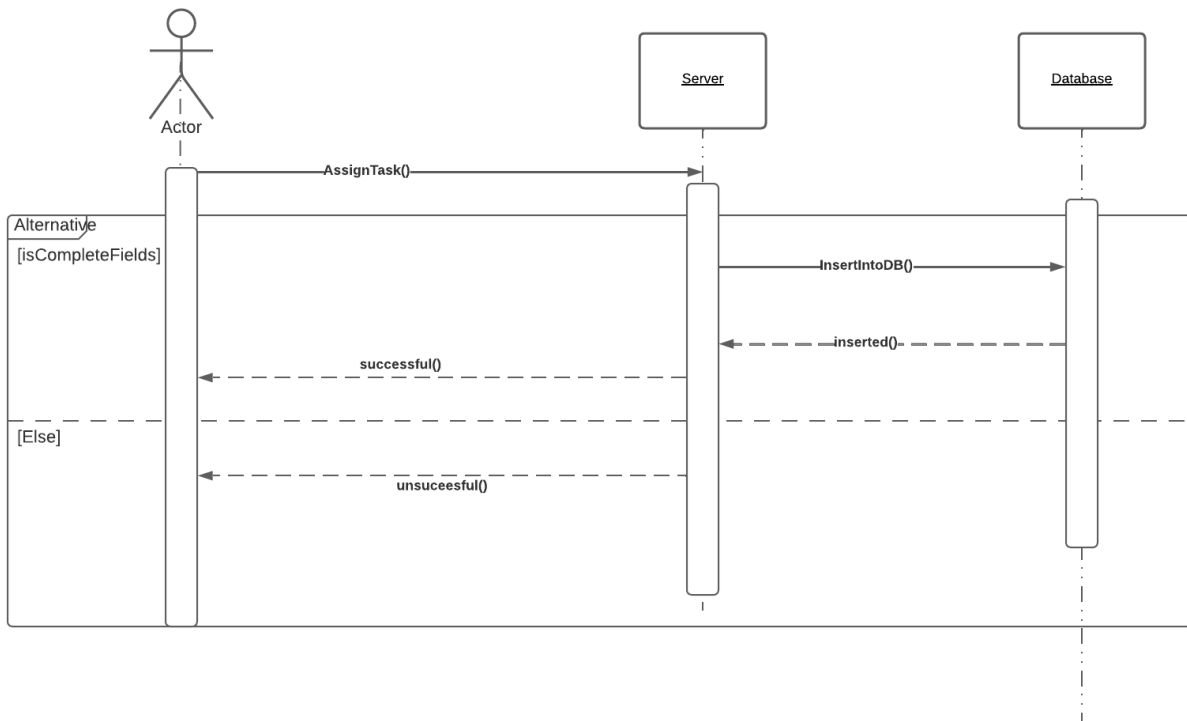 Server
Database
Actor
AssignTask()
Alternative
[isCompleteFields]
InsertIntoDB()
inserted()
successful()
[Else]
unsuceesful()